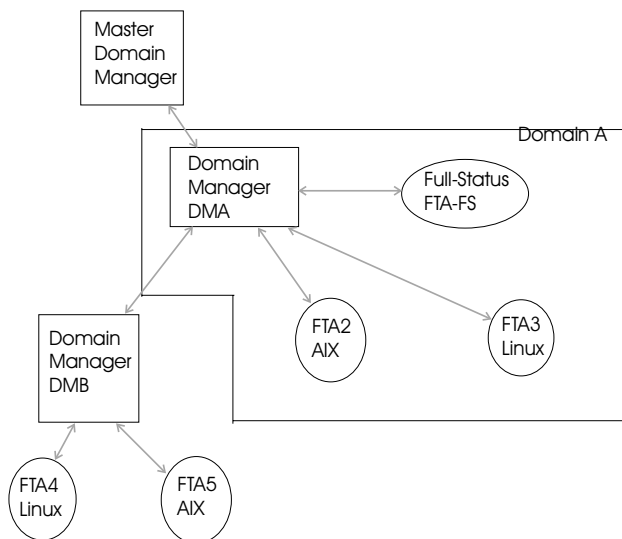 Master
Domain
Manager
Domain A
Domain
Manager
DMA
Full-Status
FTA-FS
Domain
Manager
DMB
FTA2
AIX
FTA3
Linux
FTA4
Linux
FTA5
AIX